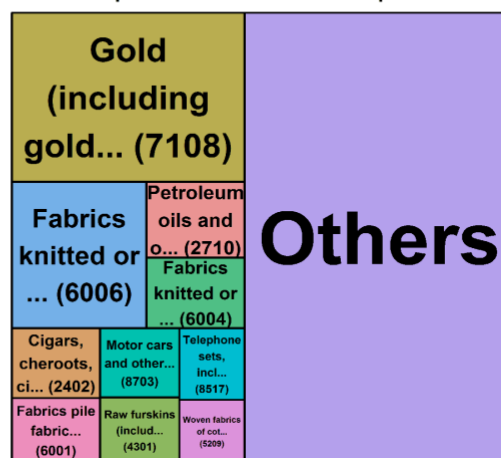 Gold
(including
gold... (7108)
Fabrics
knitted or
... (6006)
Petroleum
oils and
o... (2710)
Fabrics
knitted or
... (6004)
Others
Cigars,
cheroots,
ci... (2402)
Motor cars
and other...
(8703)
Telephone
sets,
incl...
(8517)
Fabrics pile
fabric...
(6001)
Raw furskins
(includ...
(4301)
Woven fabrics
of cot...
(5209)